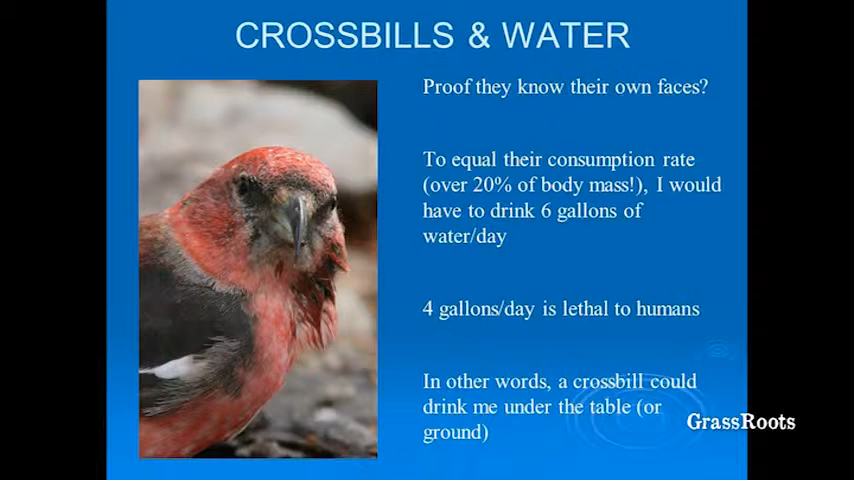 CROSSBILLS & WATER
Proof they know their own faces?
To equal their consumption rate
(over 20% of body mass!), I would
have to drink 6 gallons of
water/day
4 gallons/day is lethal to humans
In other words, a crossbill could
drink me under the table (or
ground)
GrassRoots